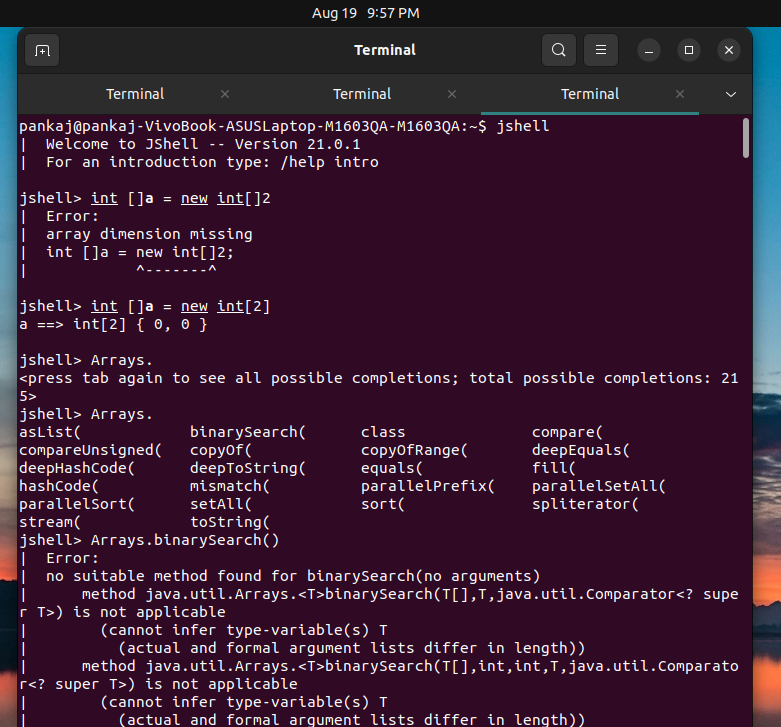 Aug 19 9:57 PM
Terminal
Terminal Terminal Terminal
pankaj@pankaj-VivoBook-ASUSLaptop-M1603QA-M1603QA:~$ jshell
|  Welcome to JShell -- Version 21.0.1
|  For an introduction type: /help intro

jshell> int []a = new int[]2
|  Error:
|  array dimension missing
|  int []a = new int[]2;
|            ^-------^

jshell> int []a = new int[2]
a ==> int[2] { 0, 0 }

jshell> Arrays.
<press tab again to see all possible completions; total possible completions: 21
5>
jshell> Arrays.
asList(            binarySearch(      class              compare(
compareUnsigned(   copyOf(            copyOfRange(       deepEquals(
deepHashCode(      deepToString(      equals(            fill(
hashCode(          mismatch(          parallelPrefix(    parallelSetAll(
parallelSort(      setAll(            sort(              spliterator(
stream(            toString(
jshell> Arrays.binarySearch()
|  Error:
|  no suitable method found for binarySearch(no arguments)
|      method java.util.Arrays.<T>binarySearch(T[],T,java.util.Comparator<? supe
r T>) is not applicable
|        (cannot infer type-variable(s) T
|          (actual and formal argument lists differ in length))
|      method java.util.Arrays.<T>binarySearch(T[],int,int,T,java.util.Comparato
r<? super T>) is not applicable
|        (cannot infer type-variable(s) T
|          (actual and formal argument lists differ in length))